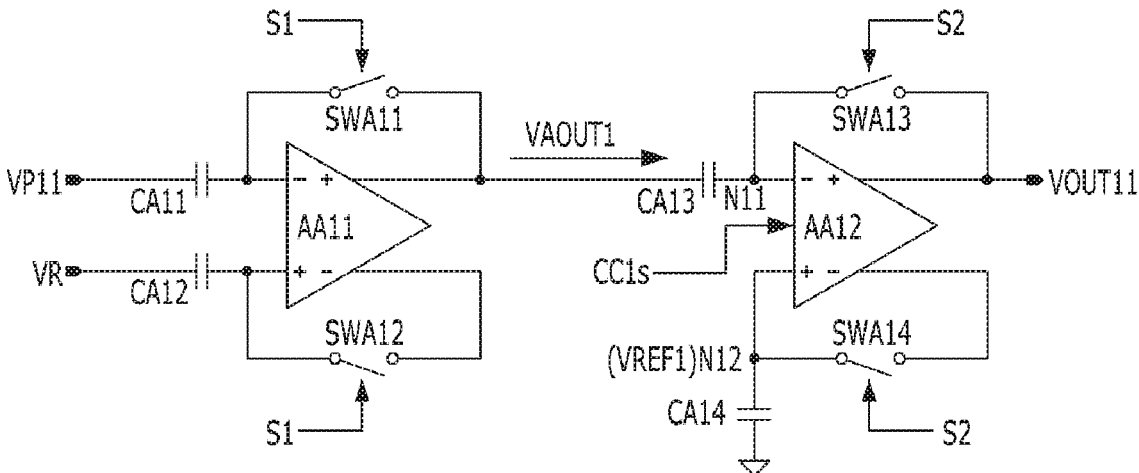 S1
S2
SWA11
SWA13
VAOUT1
VP11
CA11
- +
AA11
CA13
N11
- +
AA12
VOUT11
VR
CA12
+ -
CC1s
+ -
SWA12
SWA14
(VREF1)N12
CA14
S1
S2